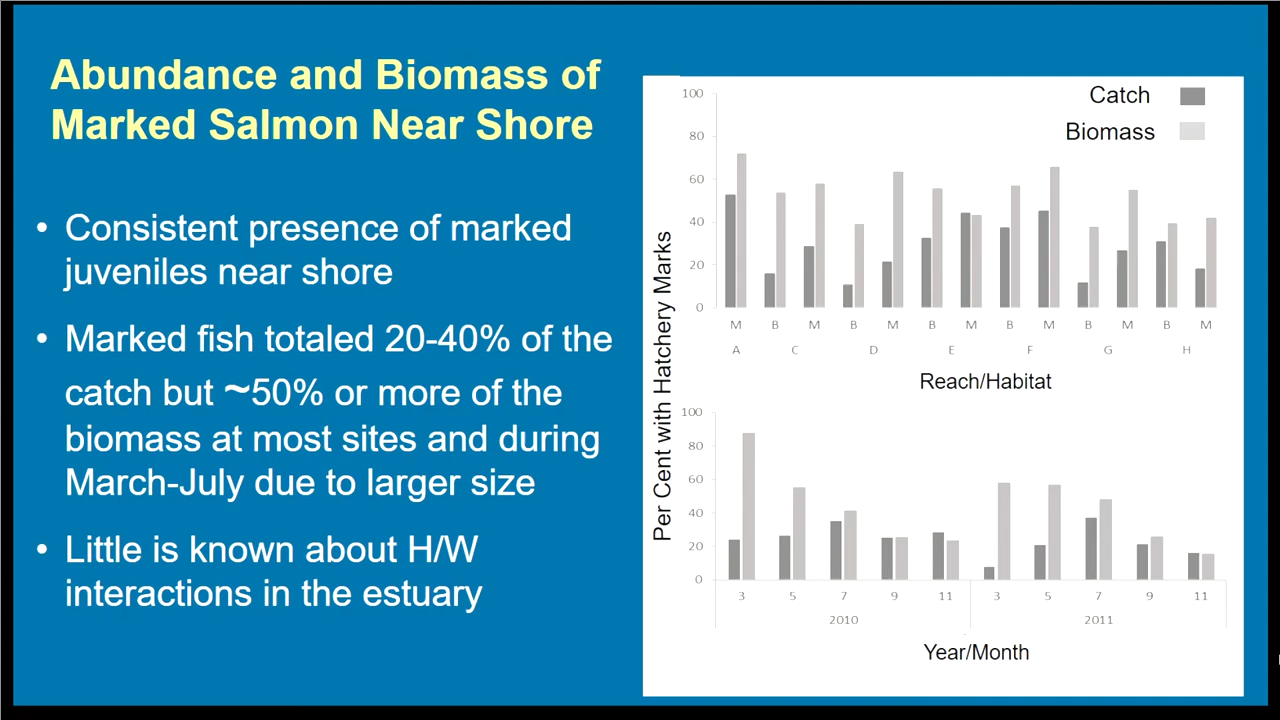 Abundance and Biomass of
Marked Salmon Near Shore
• Consistent presence of marked
juveniles near shore
• Marked fish totaled 20-40% of the
catch but ~50% or more of the
biomass at most sites and during
March-July due to larger size
• Little is known about H/W
interactions in the estuary
Per Cent with Hatchery Marks
Catch
Biomass
100
80
60
40
20
0
M B M B M B M B M B M B M
A C D E F G H
Reach/Habitat
100
80
60
40
20
0
3 5 7 9 11 3 5 7 9 11
2010 2011
Year/Month